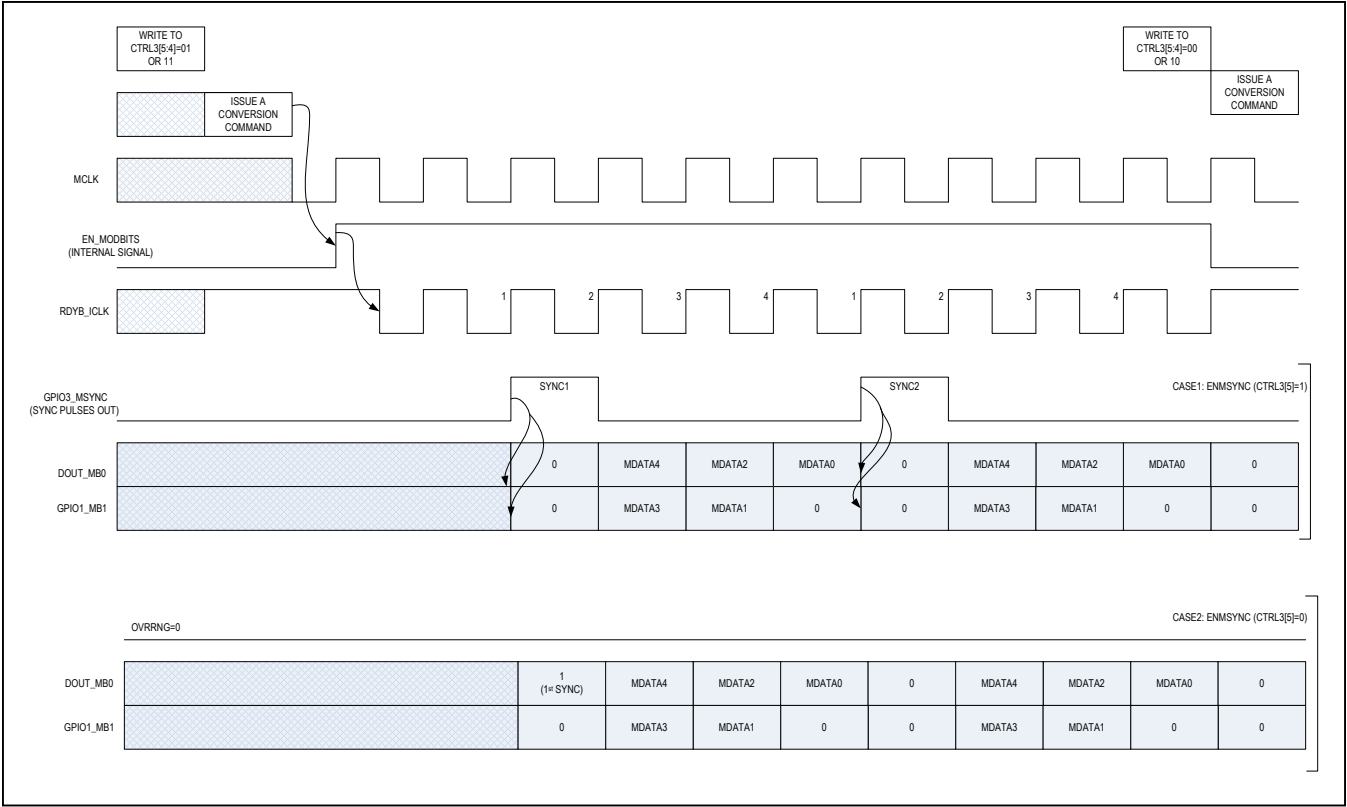 WRITE TO
CTRL3[5:4]=01
OR 11
WRITE TO
CTRL3[5:4]=00
OR 10
ISSUE A
CONVERSION
COMMAND
ISSUE A
CONVERSION
COMMAND
MCLK
EN_MODBITS
(INTERNAL SIGNAL)
RDYB_ICLK
1 2 3 4 1 2 3 4
GPIO3_MSYNC
(SYNC PULSES OUT)
SYNC1 SYNC2
CASE1: ENMSYNC (CTRL3[5]=1)
DOUT_MB0 0 MDATA4 MDATA2 MDATA0 0 MDATA4 MDATA2 MDATA0 0
GPIO1_MB1 0 MDATA3 MDATA1 0 0 MDATA3 MDATA1 0 0
OVRRNG=0
CASE2: ENMSYNC (CTRL3[5]=0)
DOUT_MB0 1 (1st SYNC) MDATA4 MDATA2 MDATA0 0 MDATA4 MDATA2 MDATA0 0
GPIO1_MB1 0 MDATA3 MDATA1 0 0 MDATA3 MDATA1 0 0